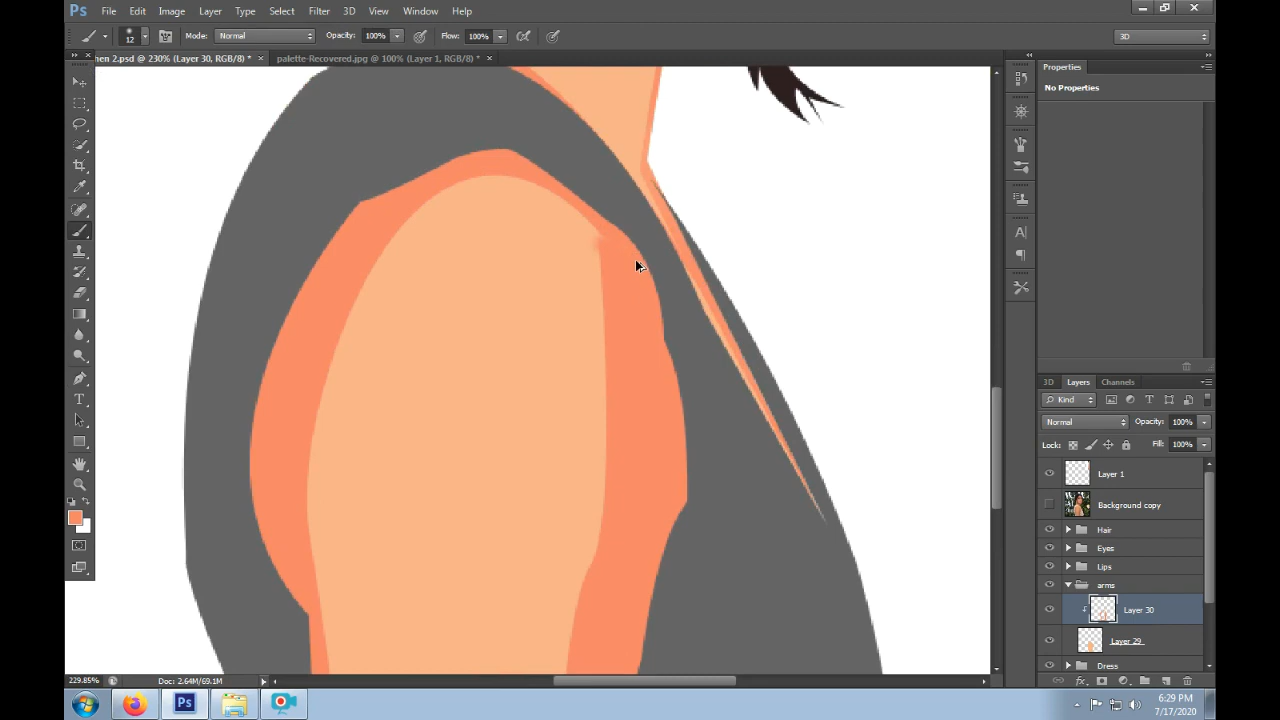 Ps File Edit Image Layer Type Select Filter 3D View Window Help
12 Mode: Normal Opacity: 100% Flow: 100% 3D
nen 2.psd @ 230% (Layer 30, RGB/8) * × palette-Recovered.jpg @ 100% (Layer 1, RGB/8) * ×
Properties
No Properties
3D Layers Channels
Kind
Normal Opacity: 100%
Lock: Fill: 100%
Layer 1
Background copy
Hair
Eyes
Lips
arms
Layer 30
Layer 29
Dress
229.85% Doc: 2.64M/69.1M
Ps
6:29 PM
7/17/2020